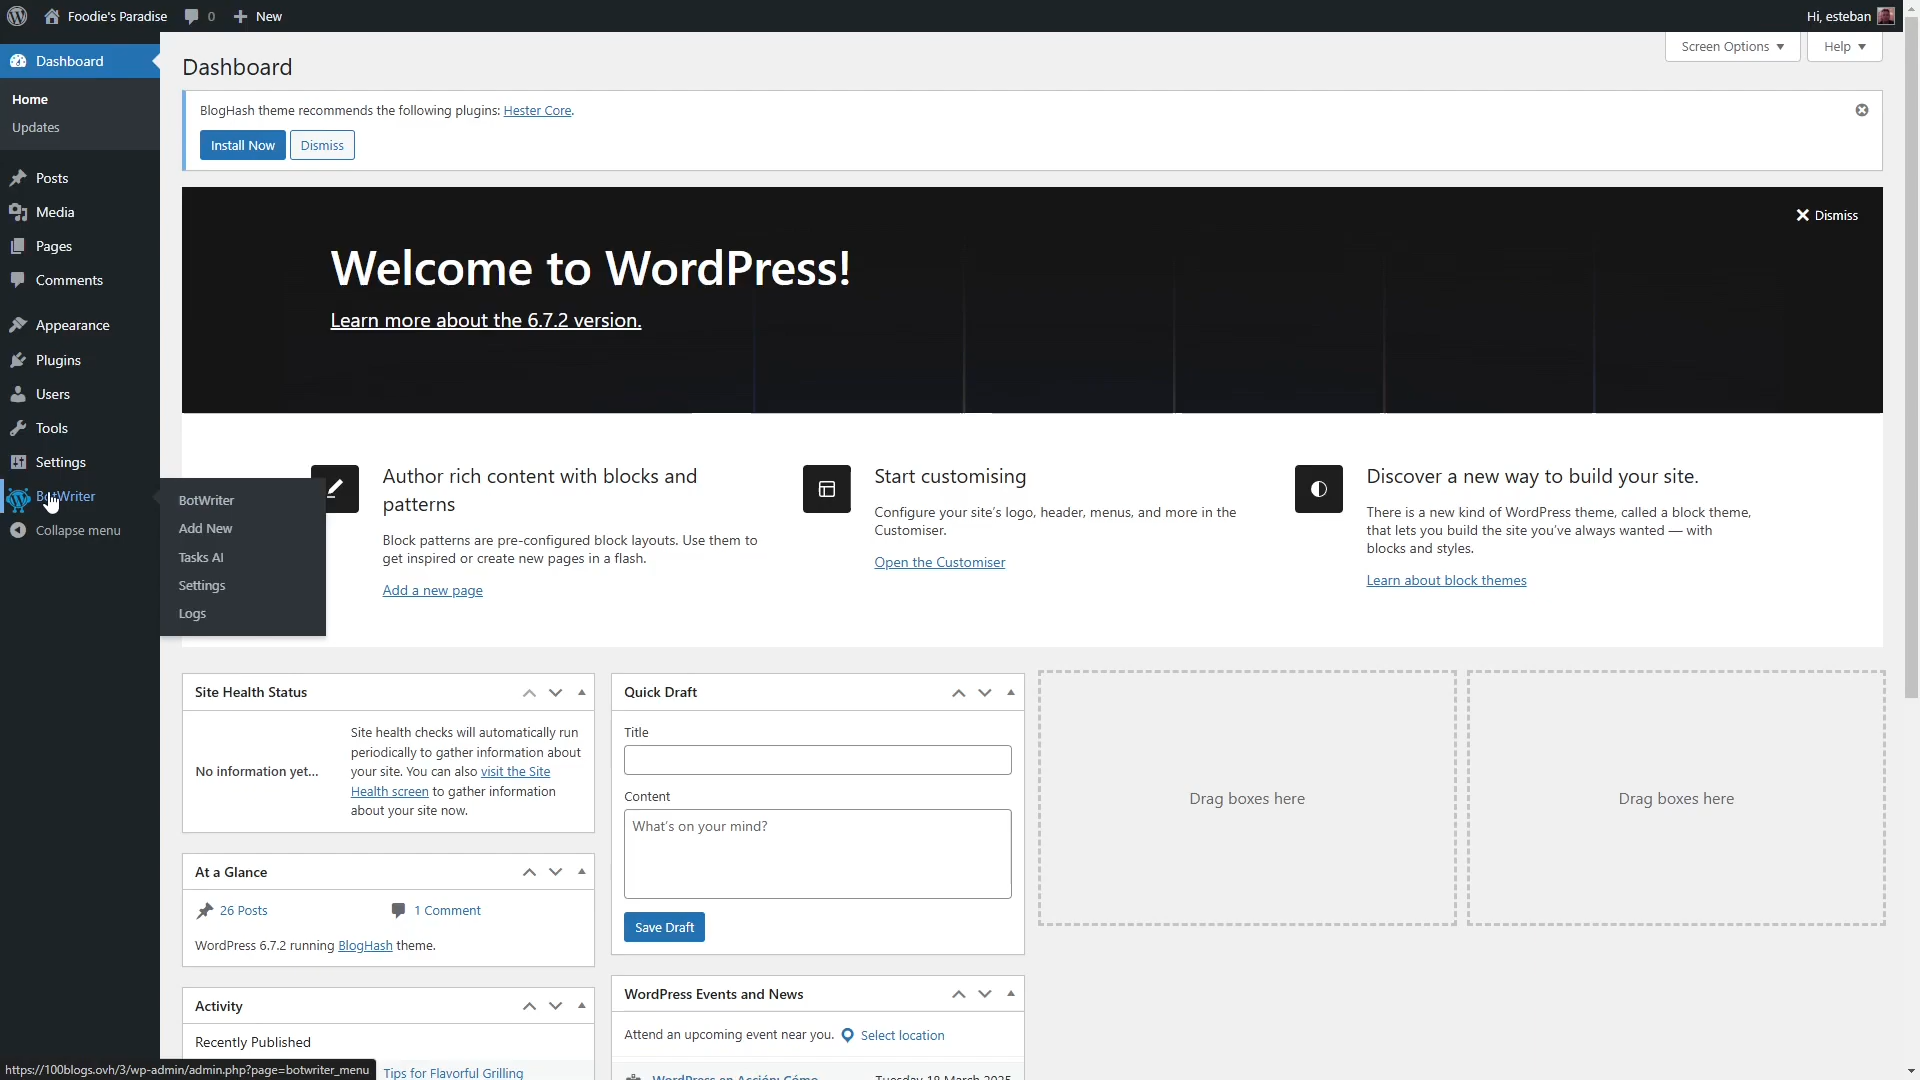 Foodie's Paradise
0
New
Hi, esteban
Dashboard
Home
Updates
Posts
Media
Pages
Comments
Appearance
Plugins
Users
Tools
Settings
BotWriter
Collapse menu
BotWriter
Add New
Tasks AI
Settings
Logs
Screen Options
Help
Dashboard
BlogHash theme recommends the following plugins: Hester Core.
Install Now
Dismiss
Dismiss
Welcome to WordPress!
Learn more about the 6.7.2 version.
Author rich content with blocks and
patterns
Block patterns are pre-configured block layouts. Use them to
get inspired or create new pages in a flash.
Add a new page
Start customising
Configure your site's logo, header, menus, and more in the
Customiser.
Open the Customiser
Discover a new way to build your site.
There is a new kind of WordPress theme, called a block theme,
that lets you build the site you've always wanted — with
blocks and styles.
Learn about block themes
Site Health Status
No information yet...
Site health checks will automatically run
periodically to gather information about
your site. You can also visit the Site
Health screen to gather information
about your site now.
At a Glance
26 Posts
1 Comment
WordPress 6.7.2 running BlogHash theme.
Activity
Recently Published
Tips for Flavorful Grilling
Quick Draft
Title
Content
What's on your mind?
Save Draft
WordPress Events and News
Attend an upcoming event near you.
Select location
WordPress en Acción: Cómo
Tuesday 18 March 2025
Drag boxes here
Drag boxes here
https://100blogs.ovh/3/wp-admin/admin.php?page=botwriter_menu